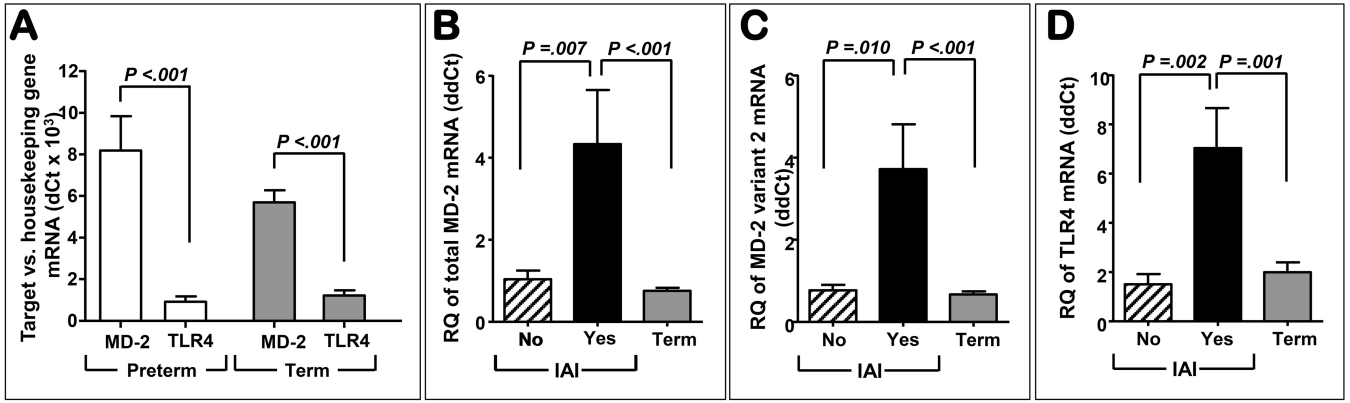 A
Target vs. housekeeping gene
mRNA (dCt x 10³)
12
10
8
6
4
2
0
P <.001
P <.001
MD-2 TLR4 MD-2 TLR4
Preterm Term
B
RQ of total MD-2 mRNA (ddCt)
6
4
2
0
P =.007 P <.001
No Yes Term
IAI
C
RQ of MD-2 variant 2 mRNA
(ddCt)
6
4
2
0
P =.010 P <.001
No Yes Term
IAI
D
RQ of TLR4 mRNA (ddCt)
10
8
6
4
2
0
P =.002 P =.001
No Yes Term
IAI